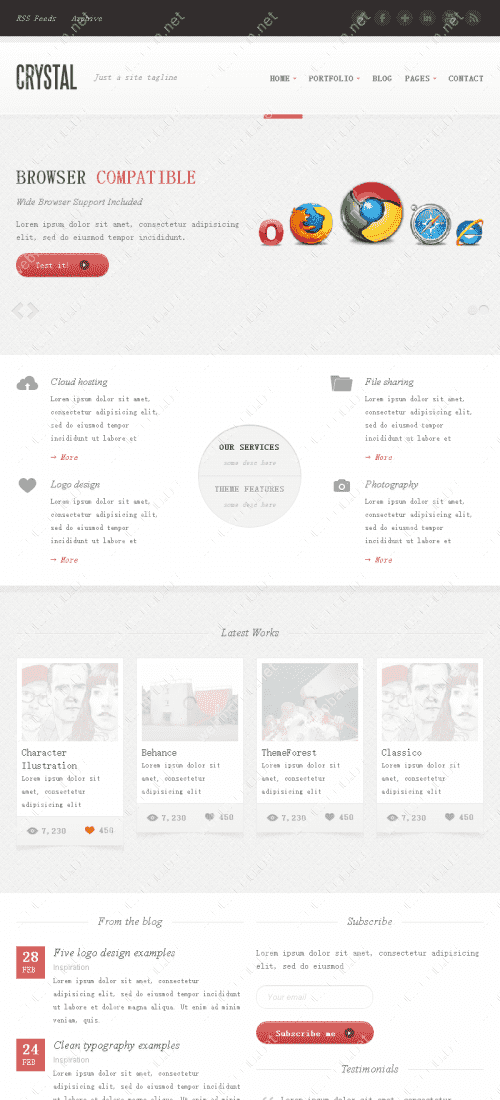 RSS Feeds Archive
CRYSTAL
Just a site tagline
HOME PORTFOLIO BLOG PAGES CONTACT
BROWSER COMPATIBLE
Wide Browser Support Included
Lorem ipsum dolor sit amet, consectetur adipisicing
elit, sed do eiusmod tempor incididunt.
Test it!
Cloud hosting
Lorem ipsum dolor sit amet,
consectetur adipisicing elit,
sed do eiusmod tempor
incididunt ut labore et
→ More
File sharing
Lorem ipsum dolor sit amet,
consectetur adipisicing elit,
sed do eiusmod tempor
incididunt ut labore et
→ More
OUR SERVICES
some desc here
THEME FEATURES
some desc here
Logo design
Lorem ipsum dolor sit amet,
consectetur adipisicing elit,
sed do eiusmod tempor
incididunt ut labore et
→ More
Photography
Lorem ipsum dolor sit amet,
consectetur adipisicing elit,
sed do eiusmod tempor
incididunt ut labore et
→ More
Latest Works
Character
Ilustration
Lorem ipsum dolor sit
amet, consectetur
adipisicing elit
7,230 450
Behance
Lorem ipsum dolor sit
amet, consectetur
adipisicing elit
7,230 450
ThemeForest
Lorem ipsum dolor sit
amet, consectetur
adipisicing elit
7,230 450
Classico
Lorem ipsum dolor sit
amet, consectetur
adipisicing elit
7,230 450
From the blog
28
FEB
Five logo design examples
Inspiration
Lorem ipsum dolor sit amet, consectetur
adipisicing elit, sed do eiusmod tempor incididunt
ut labore et dolore magna aliqua. Ut enim ad minim
veniam, quis
24
FEB
Clean typography examples
Inspiration
Lorem ipsum dolor sit amet, consectetur
adipisicing elit, sed do eiusmod tempor incididunt
Subscribe
Lorem ipsum dolor sit amet, consectetur adipisicing
elit, sed do eiusmod
Your email
Subscribe me
Testimonials
Lorem ipsum dolor sit amet, consectetur